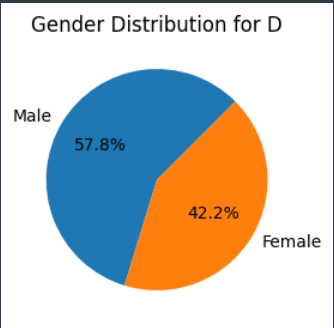 Gender Distribution for D
Male
57.8%
42.2%
Female